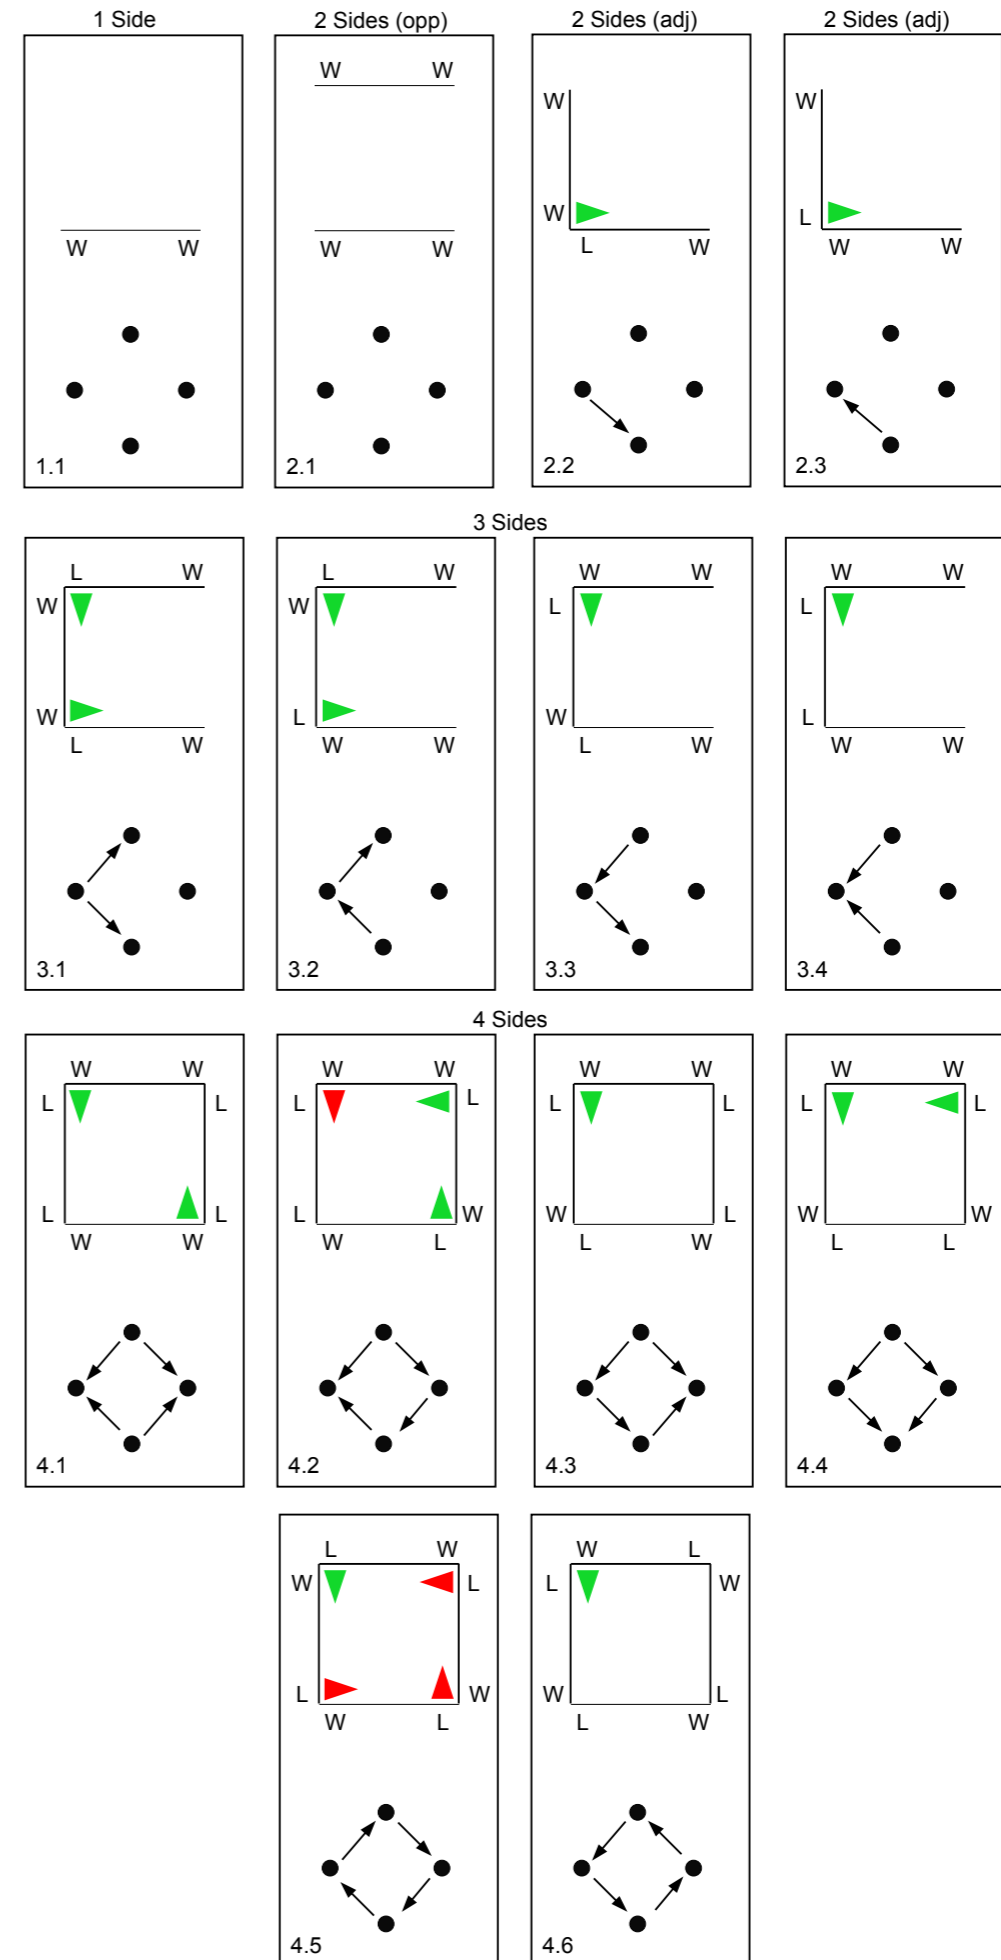 1 Side 2 Sides (opp) 2 Sides (adj) 2 Sides (adj)
W W
W W W
W L
W W W W L W W W
1.1 2.1 2.2 2.3
3 Sides
L W L W W W W W
W W L L
W L W L
L W W W L W W W
3.1 3.2 3.3 3.4
4 Sides
W W W W W W W W
L L L L L L L L
L L L W W L W W
W W W L L W L L
4.1 4.2 4.3 4.4
L W W L
W L L W
L W W L
W L L W
4.5 4.6